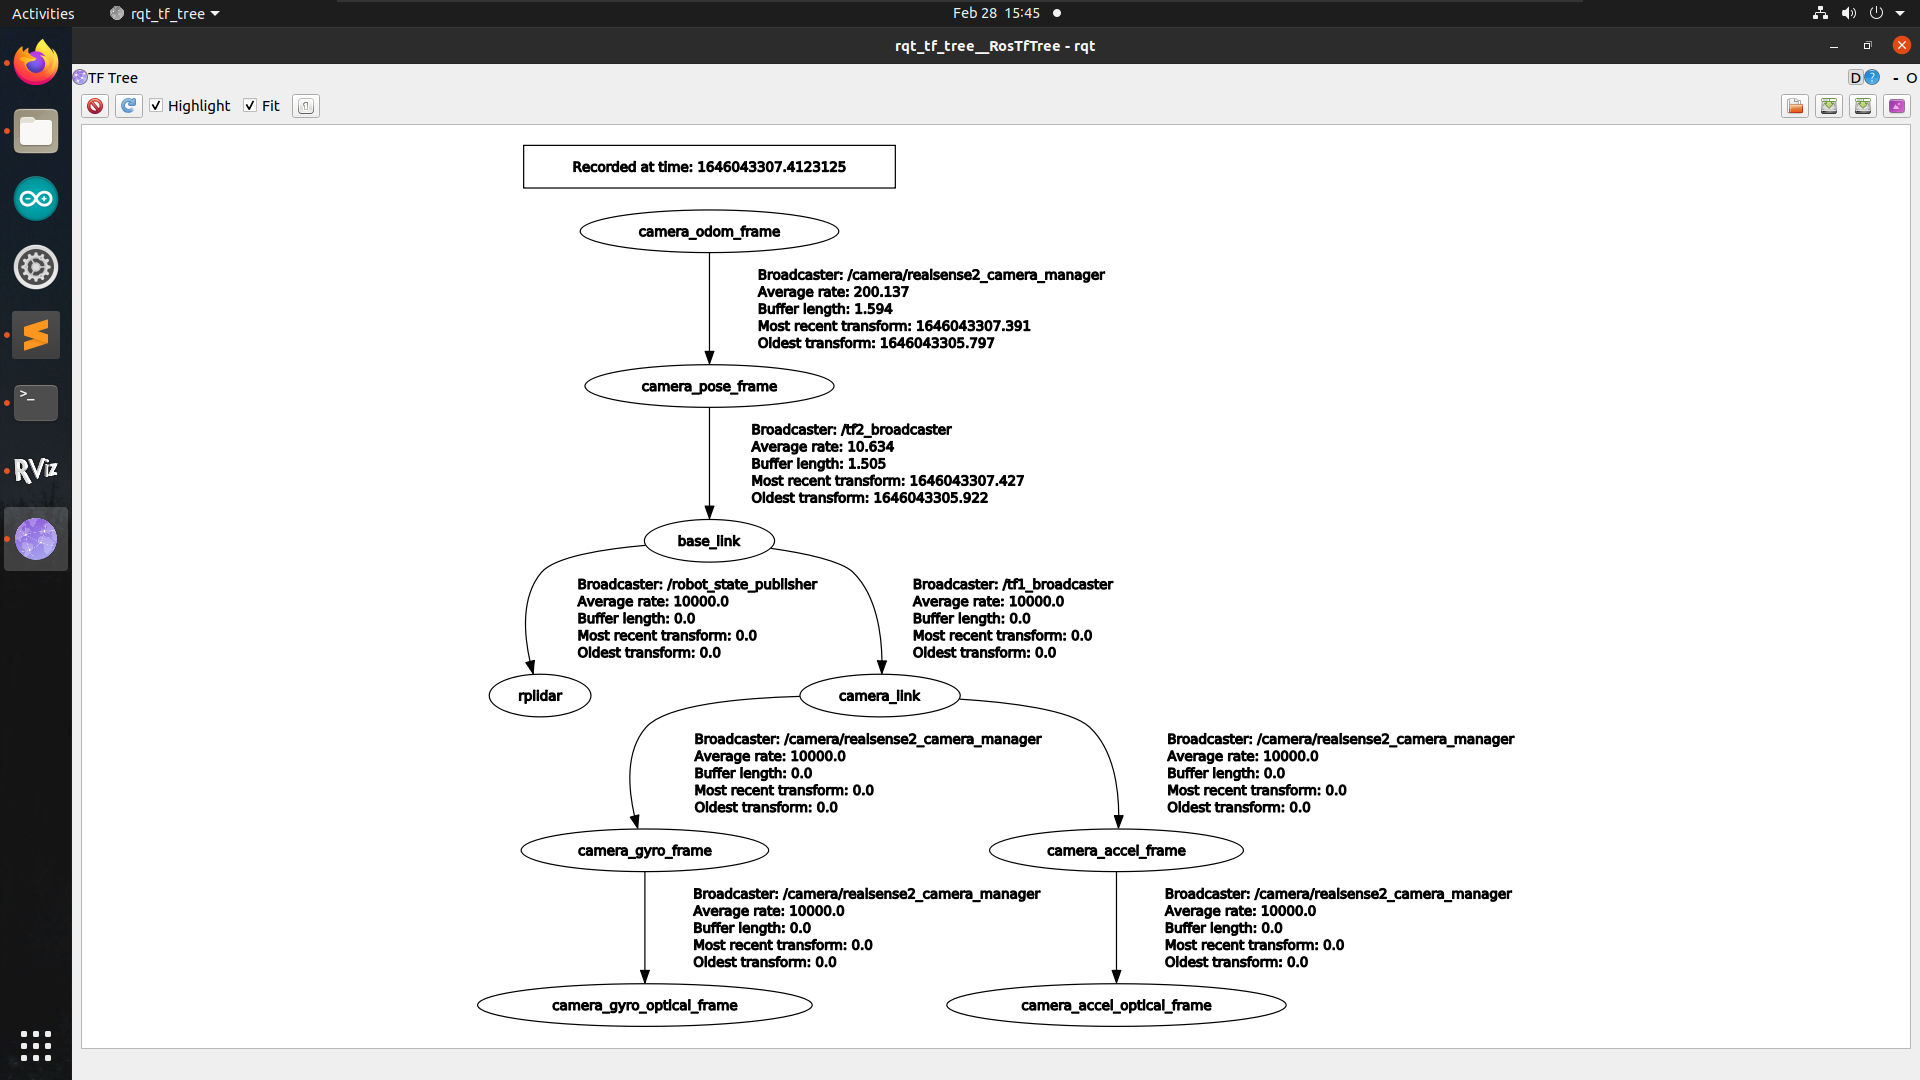 Activities
rqt_tf_tree
Feb 28 15:45
rqt_tf_tree__RosTfTree - rqt
TF Tree
D
?
- O
Highlight
Fit
Recorded at time: 1646043307.4123125
camera_odom_frame
Broadcaster: /camera/realsense2_camera_manager
Average rate: 200.137
Buffer length: 1.594
Most recent transform: 1646043307.391
Oldest transform: 1646043305.797
camera_pose_frame
Broadcaster: /tf2_broadcaster
Average rate: 10.634
Buffer length: 1.505
Most recent transform: 1646043307.427
Oldest transform: 1646043305.922
>_
RViz
base_link
Broadcaster: /robot_state_publisher
Average rate: 10000.0
Buffer length: 0.0
Most recent transform: 0.0
Oldest transform: 0.0
Broadcaster: /tf1_broadcaster
Average rate: 10000.0
Buffer length: 0.0
Most recent transform: 0.0
Oldest transform: 0.0
rplidar
camera_link
Broadcaster: /camera/realsense2_camera_manager
Average rate: 10000.0
Buffer length: 0.0
Most recent transform: 0.0
Oldest transform: 0.0
Broadcaster: /camera/realsense2_camera_manager
Average rate: 10000.0
Buffer length: 0.0
Most recent transform: 0.0
Oldest transform: 0.0
camera_gyro_frame
camera_accel_frame
Broadcaster: /camera/realsense2_camera_manager
Average rate: 10000.0
Buffer length: 0.0
Most recent transform: 0.0
Oldest transform: 0.0
Broadcaster: /camera/realsense2_camera_manager
Average rate: 10000.0
Buffer length: 0.0
Most recent transform: 0.0
Oldest transform: 0.0
camera_gyro_optical_frame
camera_accel_optical_frame